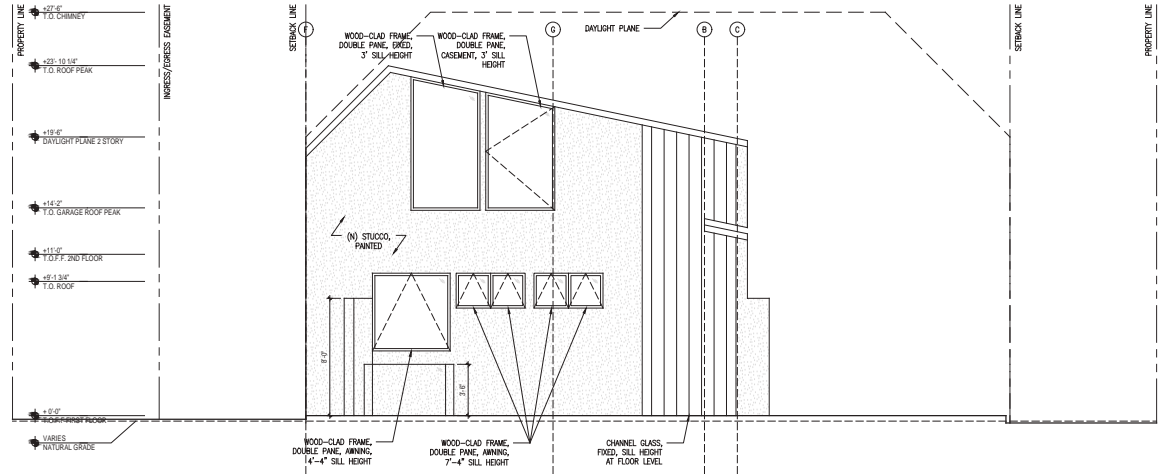 +27'-6"
T.O. CHIMNEY
+23'- 10 1/4"
T.O. ROOF PEAK
+19'-6"
DAYLIGHT PLANE 2 STORY
+14'-2"
T.O. GARAGE ROOF PEAK
+11'-0"
T.O.F.F. 2ND FLOOR
+9'-1 3/4"
T.O. ROOF
+ 0'-0"
T.O.F.F FIRST FLOOR
VARIES
NATURAL GRADE
PROPERTY LINE
INGRESS/EGRESS EASEMENT
SETBACK LINE
F
G
B
C
DAYLIGHT PLANE
SETBACK LINE
PROPERTY LINE
WOOD-CLAD FRAME,
DOUBLE PANE, FIXED,
3' SILL HEIGHT
WOOD-CLAD FRAME,
DOUBLE PANE,
CASEMENT, 3' SILL
HEIGHT
(N) STUCCO,
PAINTED
8'-0"
3'-6"
WOOD-CLAD FRAME,
DOUBLE PANE, AWNING,
4'-4" SILL HEIGHT
WOOD-CLAD FRAME,
DOUBLE PANE, AWNING,
7'-4" SILL HEIGHT
CHANNEL GLASS,
FIXED, SILL HEIGHT
AT FLOOR LEVEL